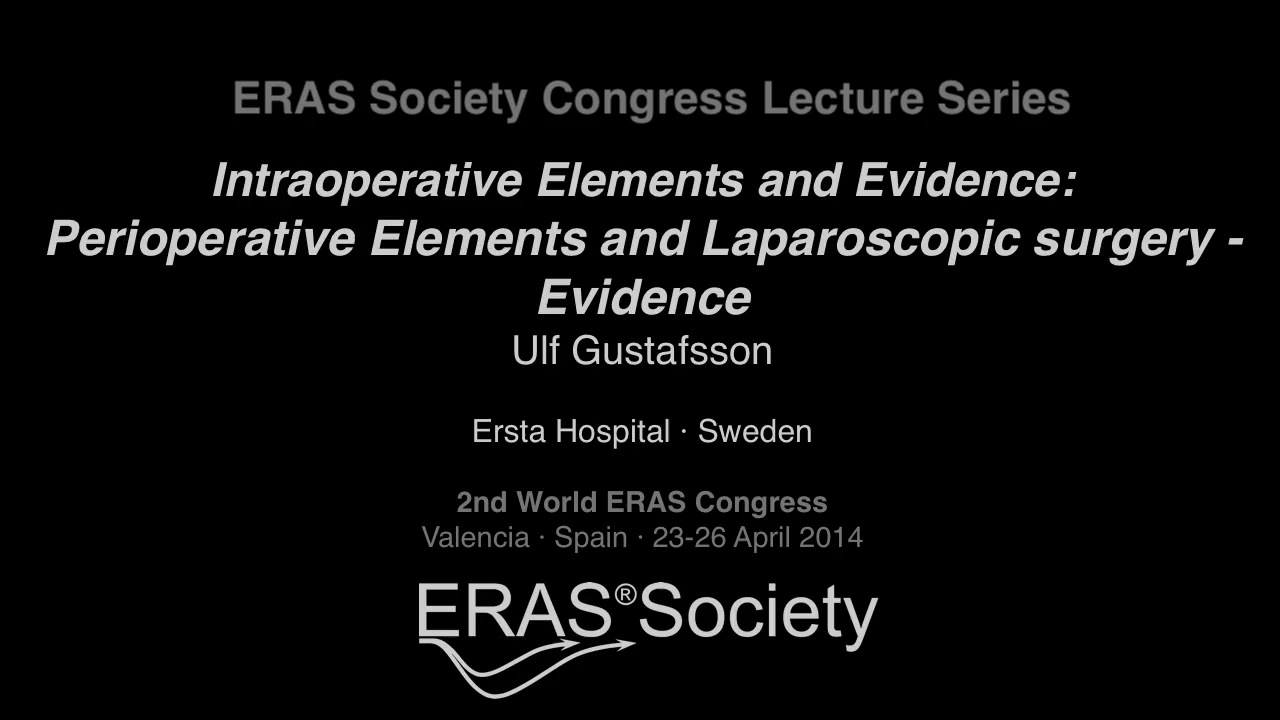 ERAS Society Congress Lecture Series
Intraoperative Elements and Evidence:
Perioperative Elements and Laparoscopic surgery -
Evidence
Ulf Gustafsson
Ersta Hospital · Sweden
2nd World ERAS Congress
Valencia · Spain · 23-26 April 2014
ERAS®Society